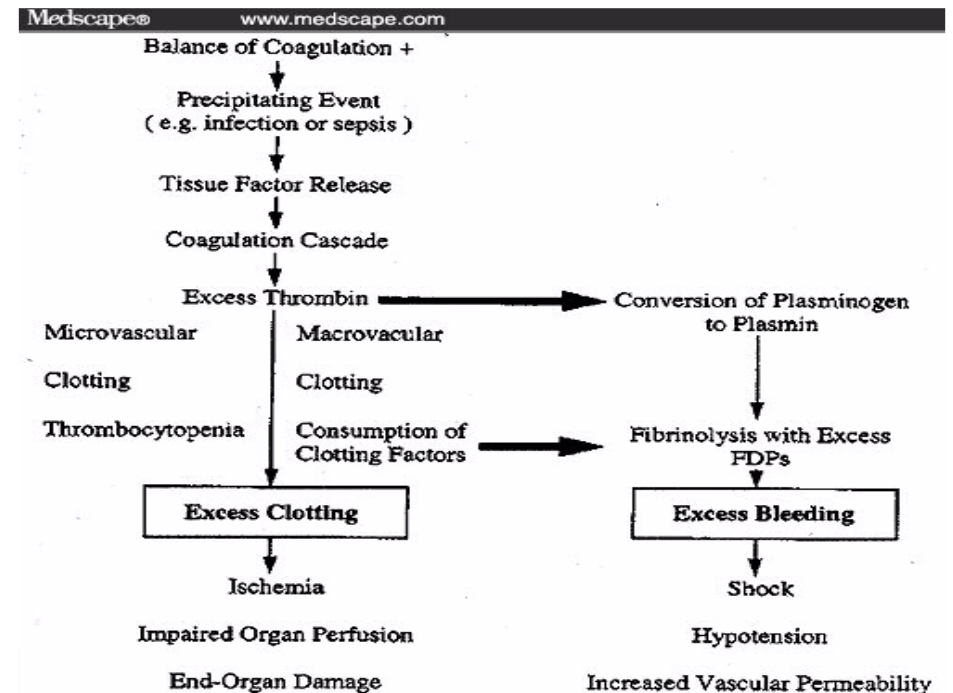 Medscape® www.medscape.com
Balance of Coagulation +
Precipitating Event
( e.g. infection or sepsis )
Tissue Factor Release
Coagulation Cascade
Excess Thrombin
Conversion of Plasminogen
to Plasmin
Microvascular
Macrovacular
Clotting
Clotting
Thrombocytopenia
Consumption of
Clotting Factors
Fibrinolysis with Excess
FDPs
Excess Clotting
Excess Bleeding
Ischemia
Shock
Impaired Organ Perfusion
Hypotension
End-Organ Damage
Increased Vascular Permeability